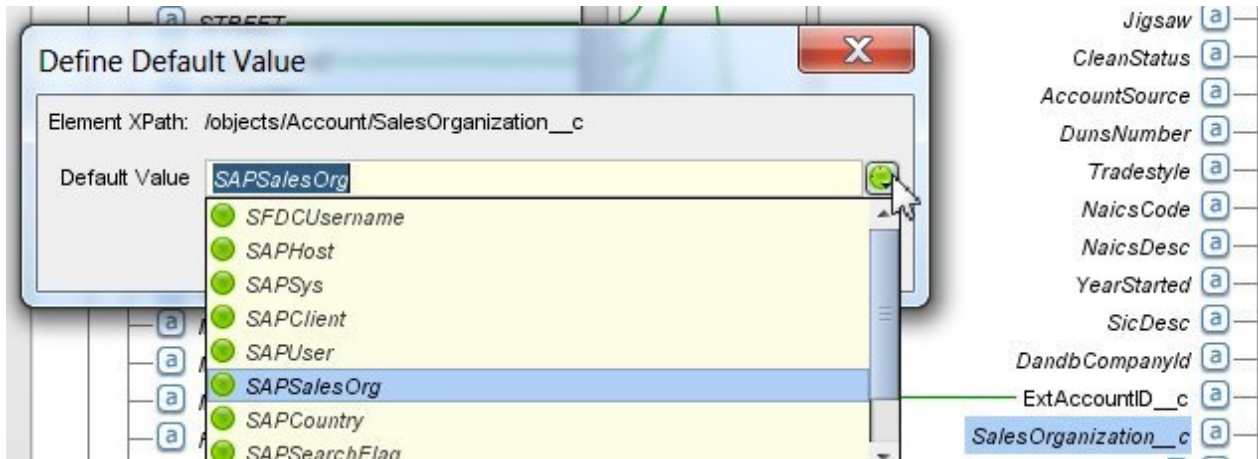 STREET
Define Default Value
X
Element XPath: /objects/Account/SalesOrganization__c
Default Value SAPSalesOrg
SFDCUsername
SAPHost
SAPSys
SAPClient
SAPUser
SAPSalesOrg
SAPCountry
SAPSearchFlag
Jigsaw a
CleanStatus a
AccountSource a
DunsNumber a
Tradestyle a
NaicsCode a
NaicsDesc a
YearStarted a
SicDesc a
DandbCompanyId a
ExtAccountID__c a
SalesOrganization__c a
a
a
a
a